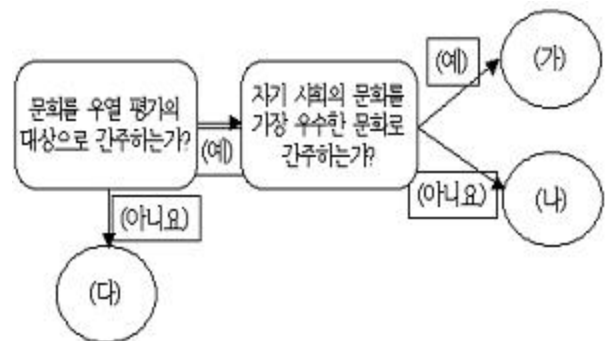 문화를 우열 평가의
대상으로 간주하는가?
(예)
자기 사회의 문화를
가장 우수한 문화로
간주하는가?
(예)
(가)
(아니요)
(나)
(아니요)
(다)